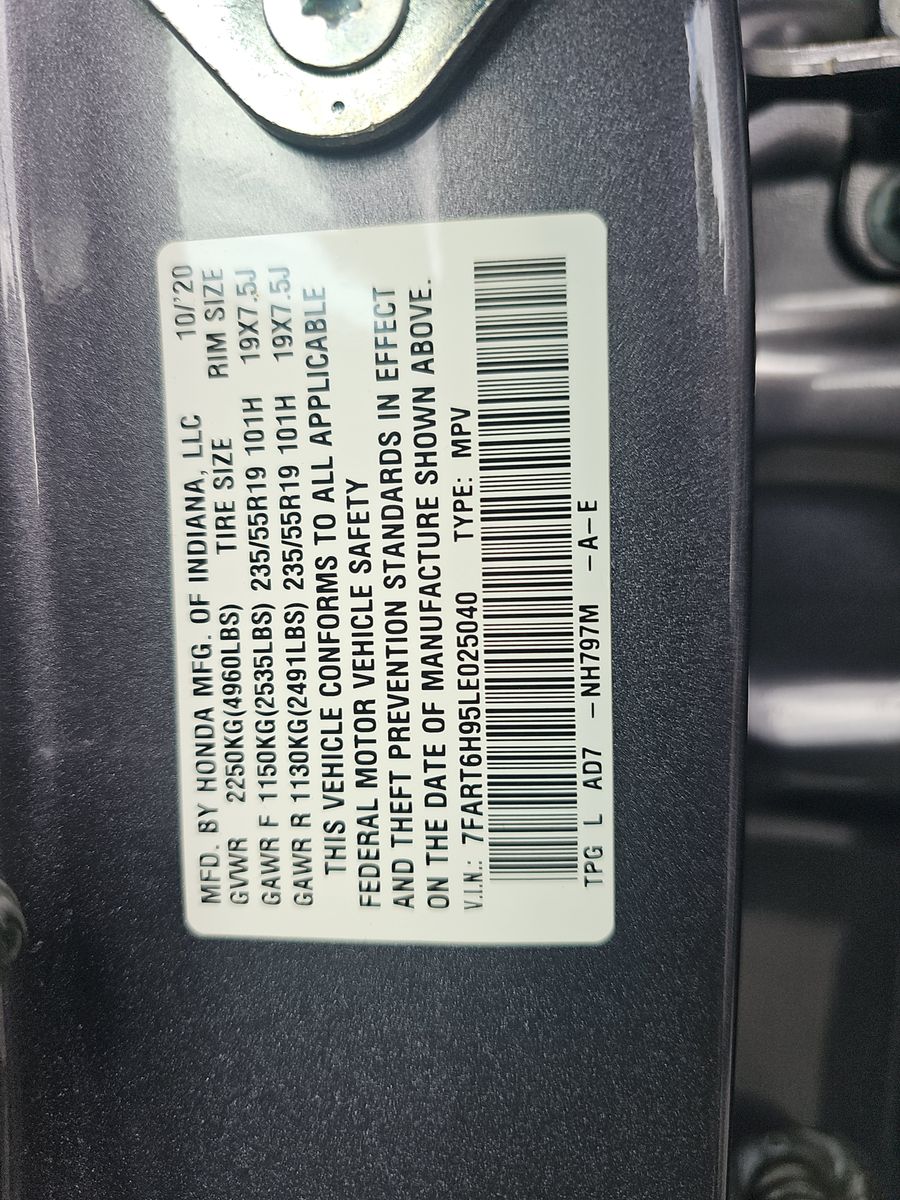 MFD. BY HONDA MFG. OF INDIANA, LLC 10/'20
GVWR 2250KG(4960LBS) TIRE SIZE RIM SIZE
GAWR F 1150KG(2535LBS) 235/55R19 101H 19X7.5J
GAWR R 1130KG(2491LBS) 235/55R19 101H 19X7.5J
THIS VEHICLE CONFORMS TO ALL APPLICABLE
FEDERAL MOTOR VEHICLE SAFETY
AND THEFT PREVENTION STANDARDS IN EFFECT
ON THE DATE OF MANUFACTURE SHOWN ABOVE.
V.I.N.: 7FART6H95LE025040 TYPE: MPV
TPG L AD7 -NH797M -A-E